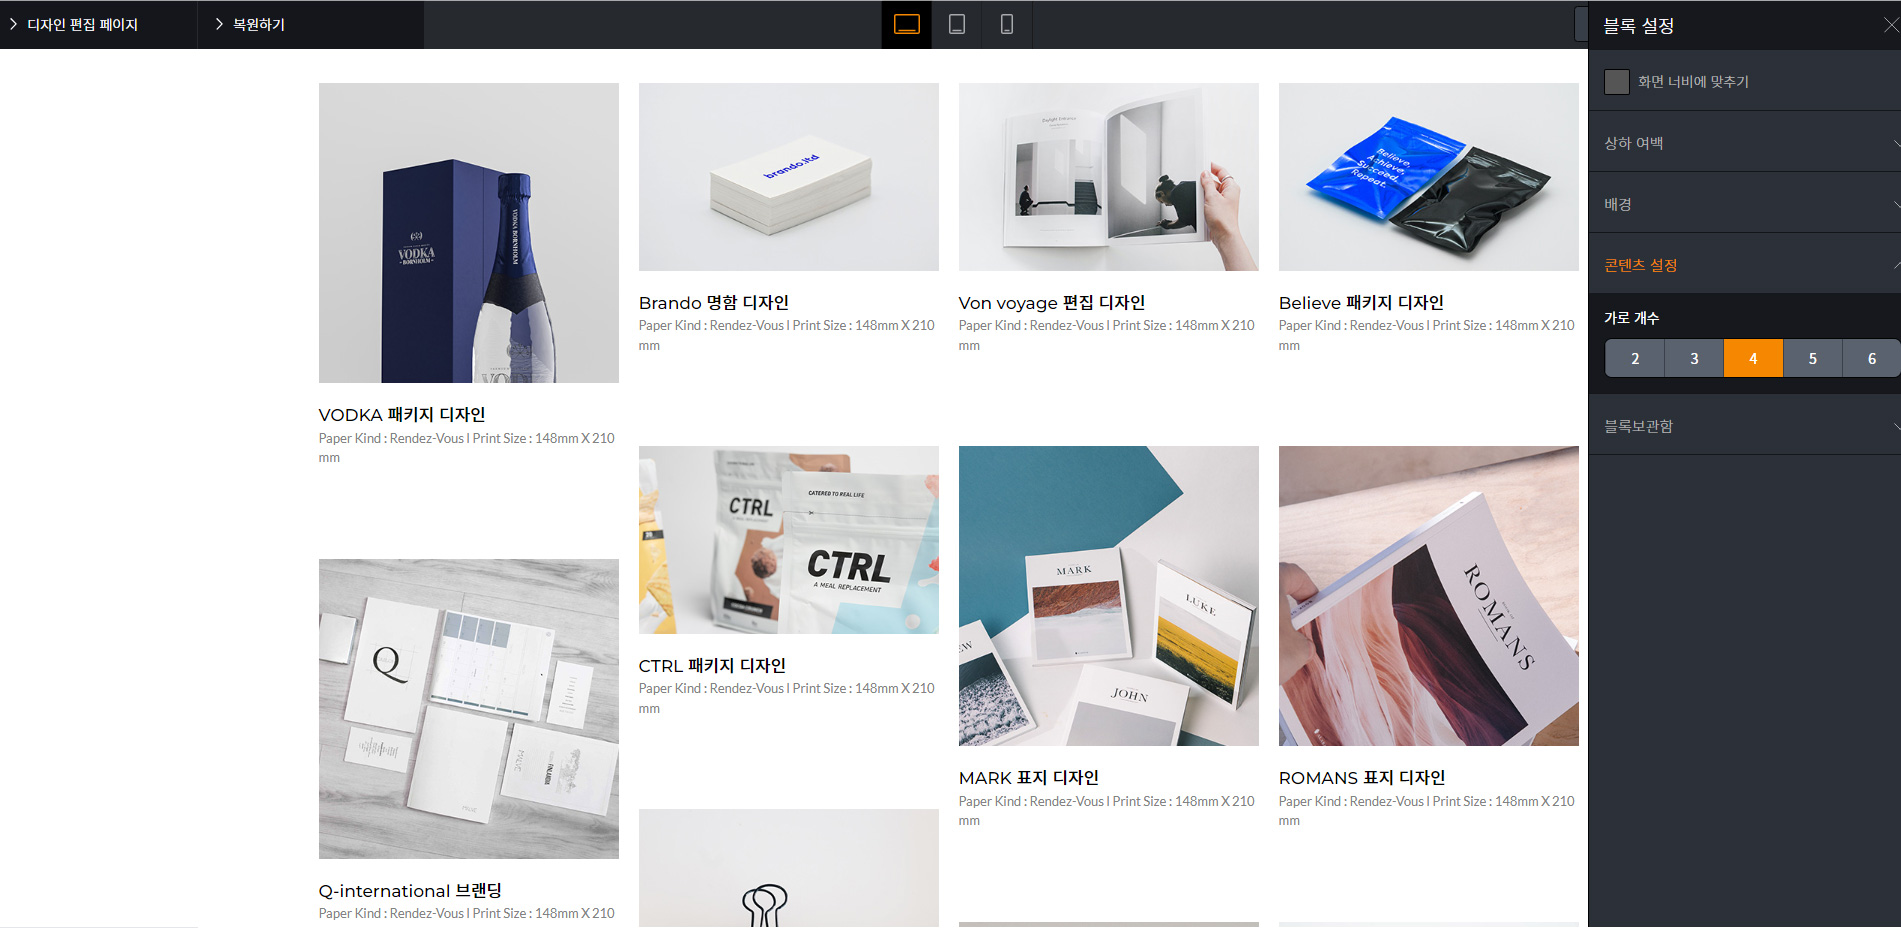 디자인 편집 페이지
복원하기
블록 설정
화면 너비에 맞추기
상하 여백
배경
콘텐츠 설정
가로 개수
2 3 4 5 6
블록보관함
VODKA
BORNHOLM
VODKA BORNHOLM
VODKA 패키지 디자인
Paper Kind : Rendez-Vous l Print Size : 148mm X 210
mm
brando.ltd
Brando 명함 디자인
Paper Kind : Rendez-Vous l Print Size : 148mm X 210
mm
Von voyage 편집 디자인
Paper Kind : Rendez-Vous l Print Size : 148mm X 210
mm
Believe,
Achieve,
Succeed,
Repeat.
Believe 패키지 디자인
Paper Kind : Rendez-Vous l Print Size : 148mm X 210
mm
Q
Q-international 브랜딩
Paper Kind : Rendez-Vous l Print Size : 148mm X 210
CTRL
A MEAL REPLACEMENT
CATERED TO REAL LIFE
CTRL
A MEAL REPLACEMENT
CTRL 패키지 디자인
Paper Kind : Rendez-Vous l Print Size : 148mm X 210
mm
MARK
LUKE
EW
JOHN
MARK 표지 디자인
Paper Kind : Rendez-Vous l Print Size : 148mm X 210
mm
ROMANS
ROMANS 표지 디자인
Paper Kind : Rendez-Vous l Print Size : 148mm X 210
mm